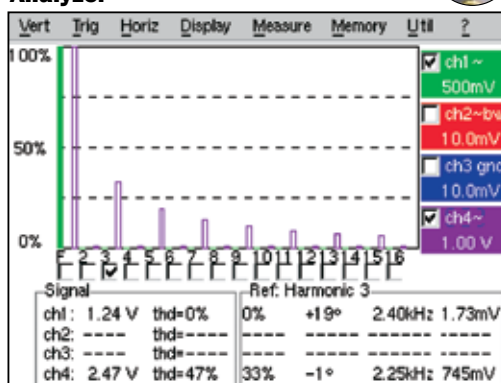 Analyzer
Vert Trig Horiz Display Measure Memory Util ?
100%
50%
0%
ch1 ~
500mV
ch2~bw
10.0mV
ch3 gnd
10.0mV
ch4~
1.00 V
F 2 3 4 5 6 7 8 9 10 11 12 13 14 15 16
Signal
Ref: Harmonic 3
ch1: 1.24 V thd=0% 0% +19° 2.40kHz 1.73mV
ch2: ---- thd=---- ---- ---- ------ ------
ch3: ---- thd=---- ---- ---- ------ ------
ch4: 2.47 V thd=47% 33% -1° 2.25kHz 745mV